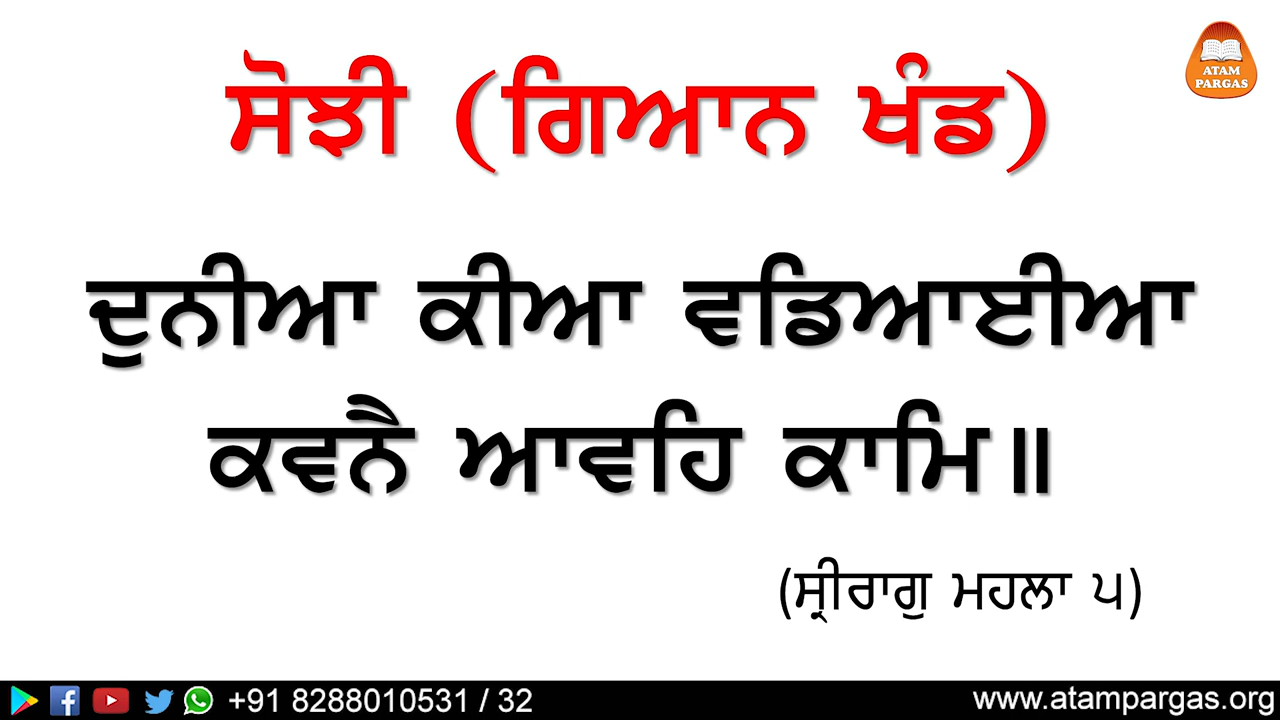 ATAM
PARGAS
ਸੋਝੀ (ਗਿਆਨ ਖੰਡ)
ਦੁਨੀਆ ਕੀਆ ਵਡਿਆਈਆ
ਕਵਨੈ ਆਵਹਿ ਕਾਮਿ॥
(ਸ੍ਰੀਰਾਗੁ ਮਹਲਾ ੫)
+91 8288010531 / 32
www.atampargas.org